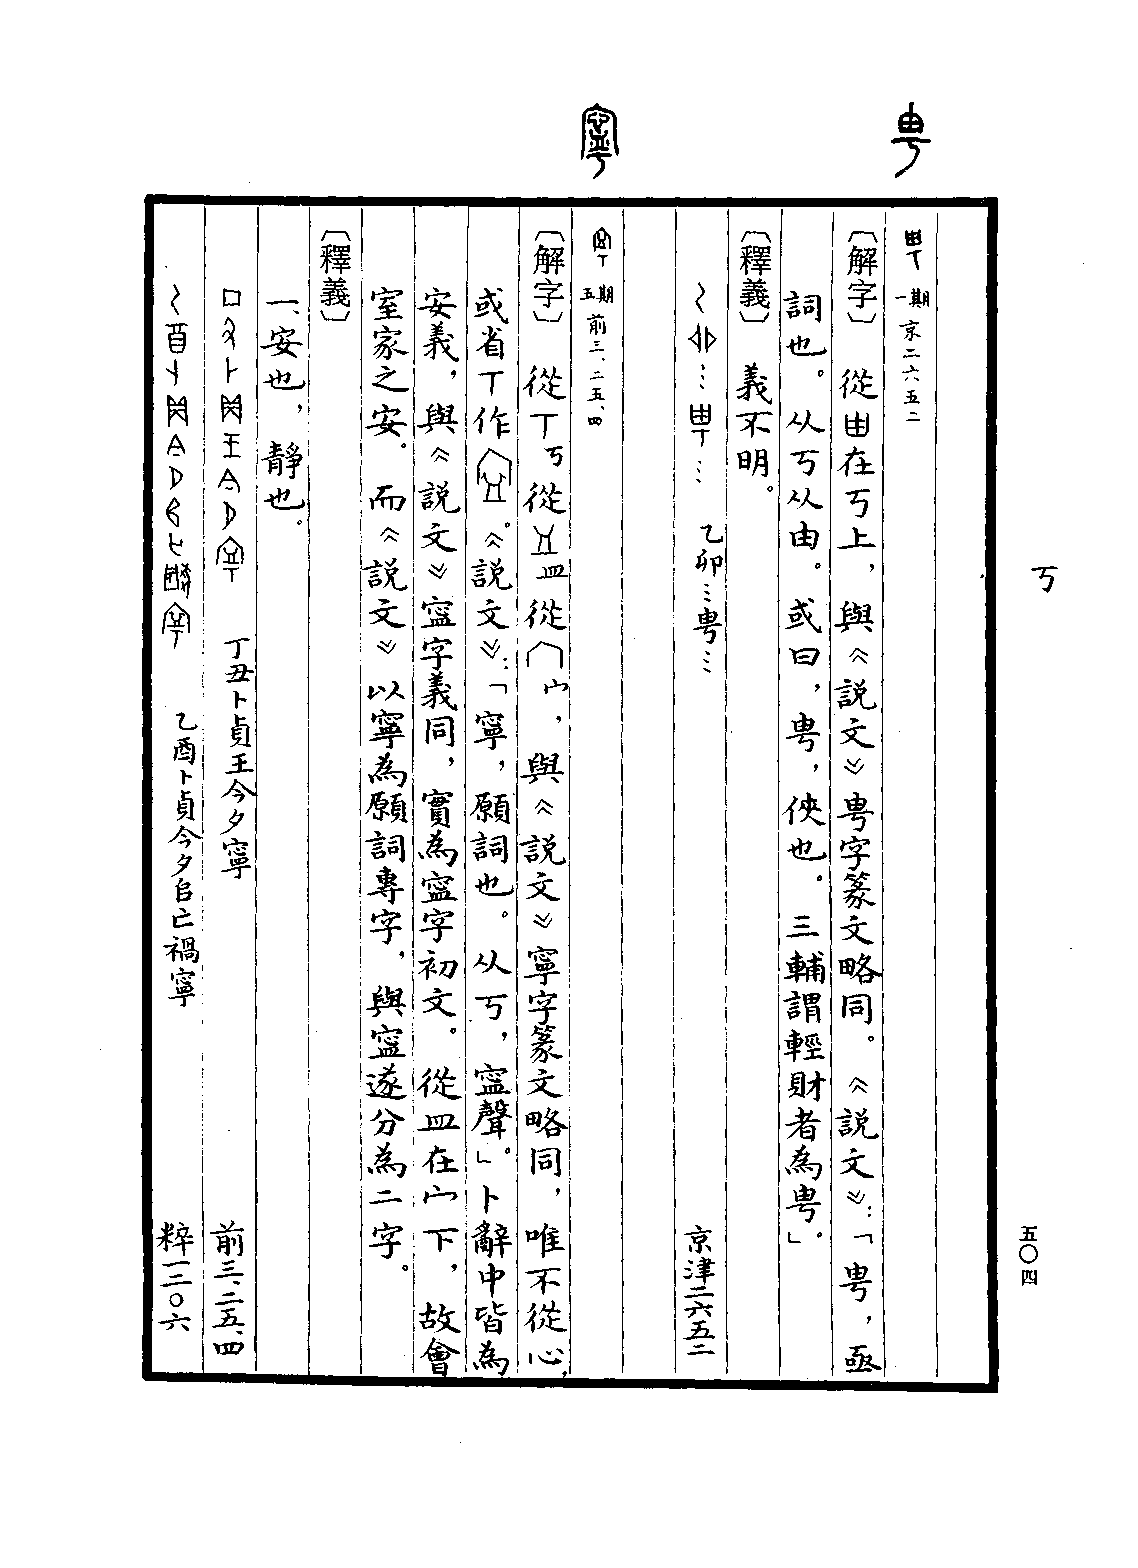 甹
寧
丂
五〇四
一期 京二六五二
〔解字〕 從由在丂上，與《說文》甹字篆文略同。《說文》：「甹，亟
詞也。从丂从由。或曰，甹，俠也。三輔謂輕財者為甹。」
〔釋義〕 義不明。
乙卯…甹… 京津二六五二
五期 前三、二五、四
〔解字〕 從丂從皿從宀，與《說文》寧字篆文略同，唯不從心，
或省丅作。《說文》：「寧，願詞也。从丂，寍聲。」卜辭中皆為
安義，與《說文》寍字義同，實為寍字初文。從皿在宀下，故會
室家之安。而《說文》以寧為願詞專字，與寍遂分為二字。
〔釋義〕
一、安也，靜也。
丁丑卜貞王今夕寧 前三、二五、四
乙酉卜貞今夕𠂤亡禍寧 粹一二〇六